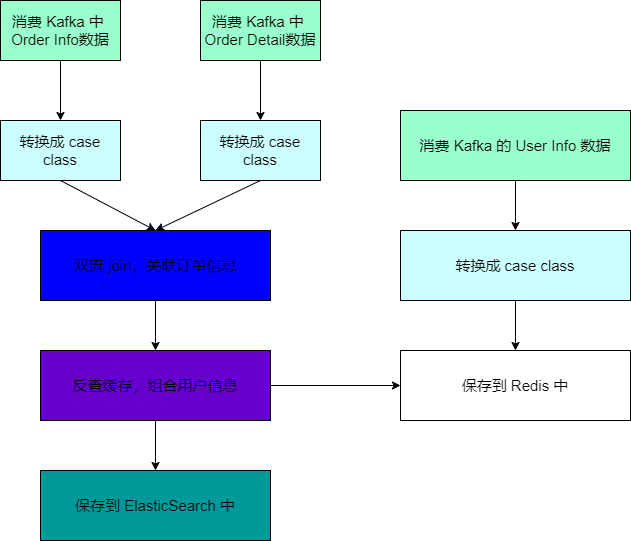 消费 Kafka 中
Order Info数据
消费 Kafka 中
Order Detail数据
转换成 case
class
转换成 case
class
消费 Kafka 的 User Info 数据
双流 join，关联订单信息
转换成 case class
反查缓存，组合用户信息
保存到 Redis 中
保存到 ElasticSearch 中